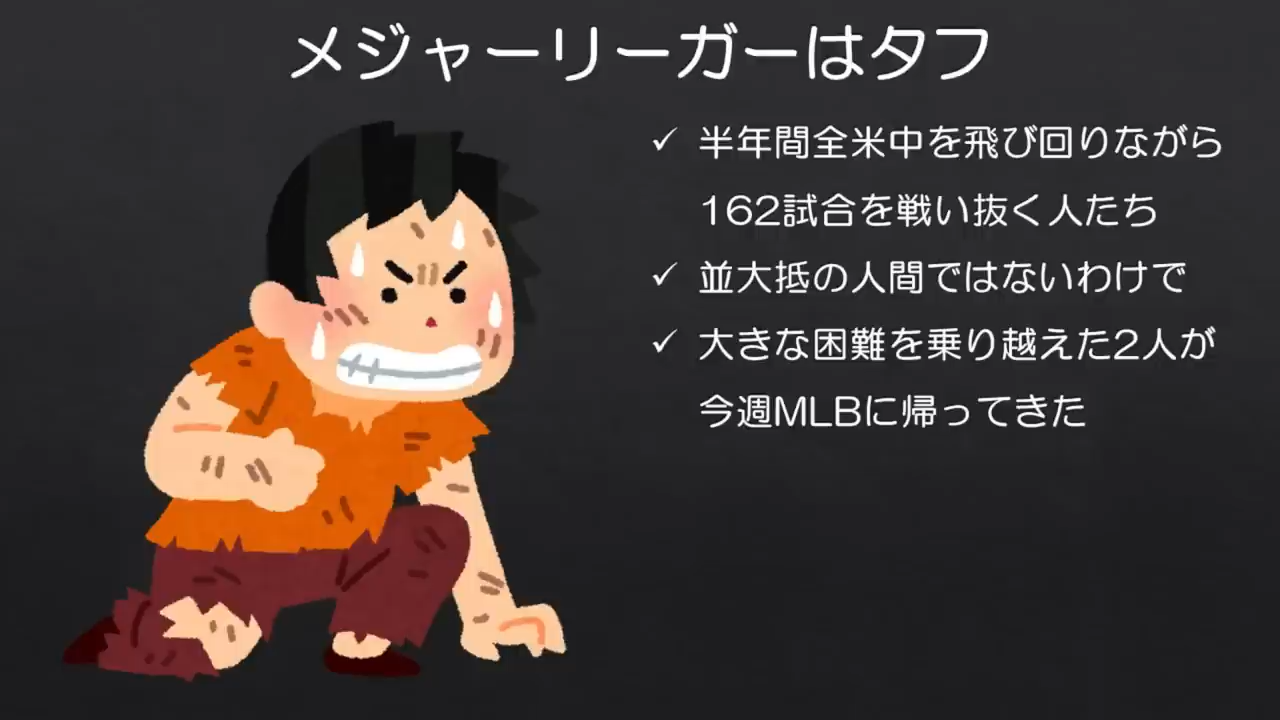 メジャーリーガーはタフ
✓ 半年間全米中を飛び回りながら
162試合を戦い抜く人たち
✓ 並大抵の人間ではないわけで
✓ 大きな困難を乗り越えた2人が
今週MLBに帰ってきた